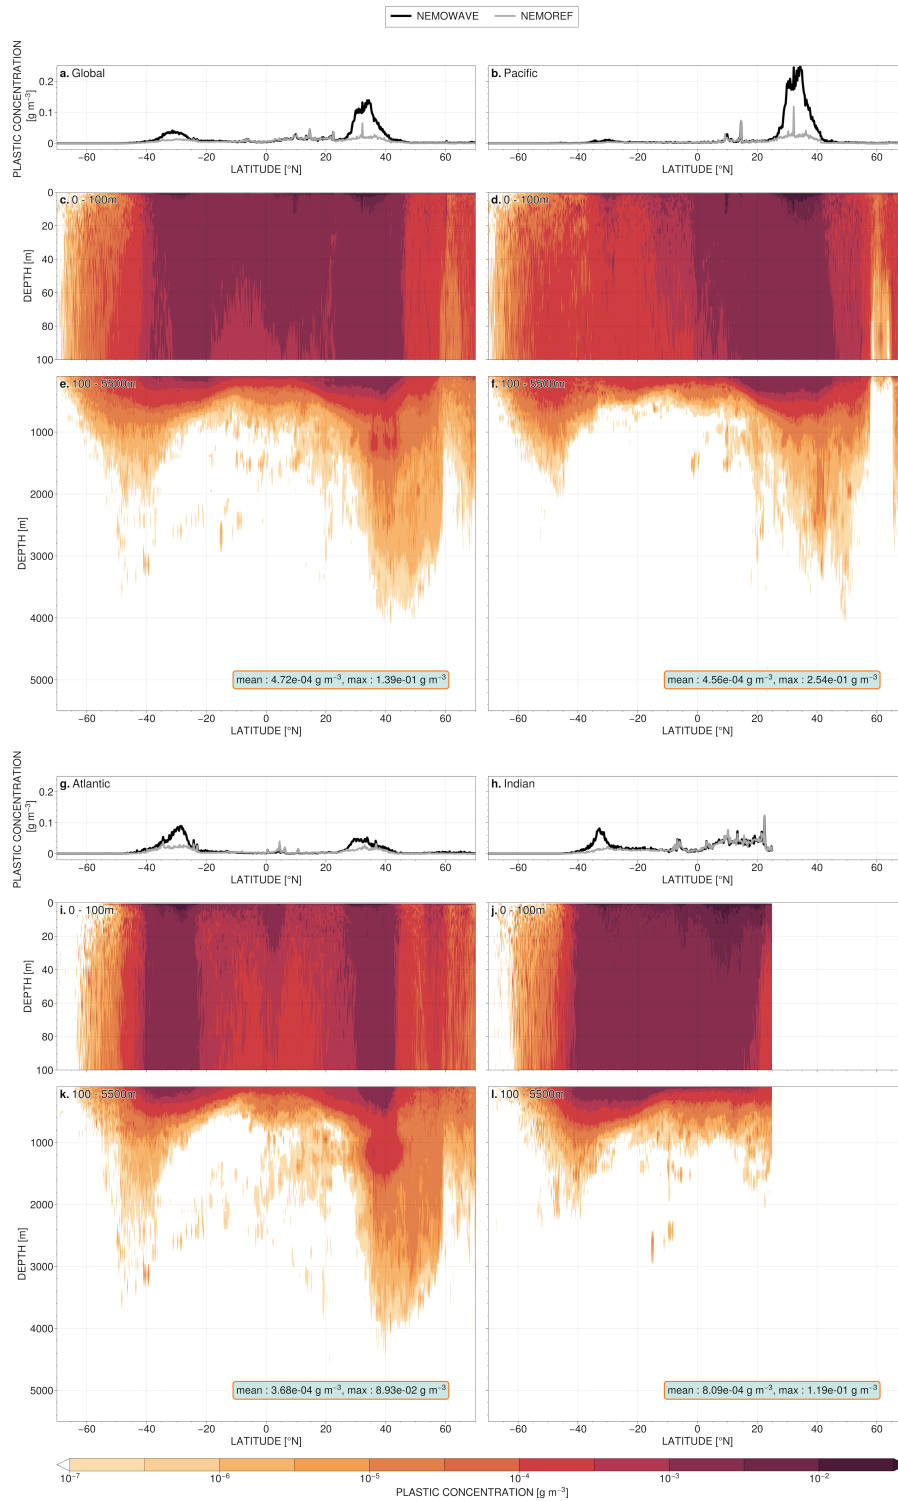 NEMOWAVE NEMOREF
PLASTIC CONCENTRATION
[g m⁻³]
a. Global
b. Pacific
0.2
0.1
0
−60 −40 −20 0 20 40 60
−60 −40 −20 0 20 40 60
LATITUDE [°N]
LATITUDE [°N]
c. 0 - 100m
d. 0 - 100m
DEPTH [m]
0
20
40
60
80
100
e. 100 - 5500m
f. 100 - 5500m
DEPTH [m]
1000
2000
3000
4000
5000
mean : 4.72e-04 g m⁻³, max : 1.39e-01 g m⁻³
mean : 4.56e-04 g m⁻³, max : 2.54e-01 g m⁻³
−60 −40 −20 0 20 40 60
−60 −40 −20 0 20 40 60
LATITUDE [°N]
LATITUDE [°N]
PLASTIC CONCENTRATION
[g m⁻³]
g. Atlantic
h. Indian
0.2
0.1
0
−60 −40 −20 0 20 40 60
−60 −40 −20 0 20 40 60
LATITUDE [°N]
LATITUDE [°N]
i. 0 - 100m
j. 0 - 100m
DEPTH [m]
0
20
40
60
80
100
k. 100 - 5500m
l. 100 - 5500m
DEPTH [m]
1000
2000
3000
4000
5000
mean : 3.68e-04 g m⁻³, max : 8.93e-02 g m⁻³
mean : 8.09e-04 g m⁻³, max : 1.19e-01 g m⁻³
−60 −40 −20 0 20 40 60
−60 −40 −20 0 20 40 60
LATITUDE [°N]
LATITUDE [°N]
10⁻⁷ 10⁻⁶ 10⁻⁵ 10⁻⁴ 10⁻³ 10⁻²
PLASTIC CONCENTRATION [g m⁻³]